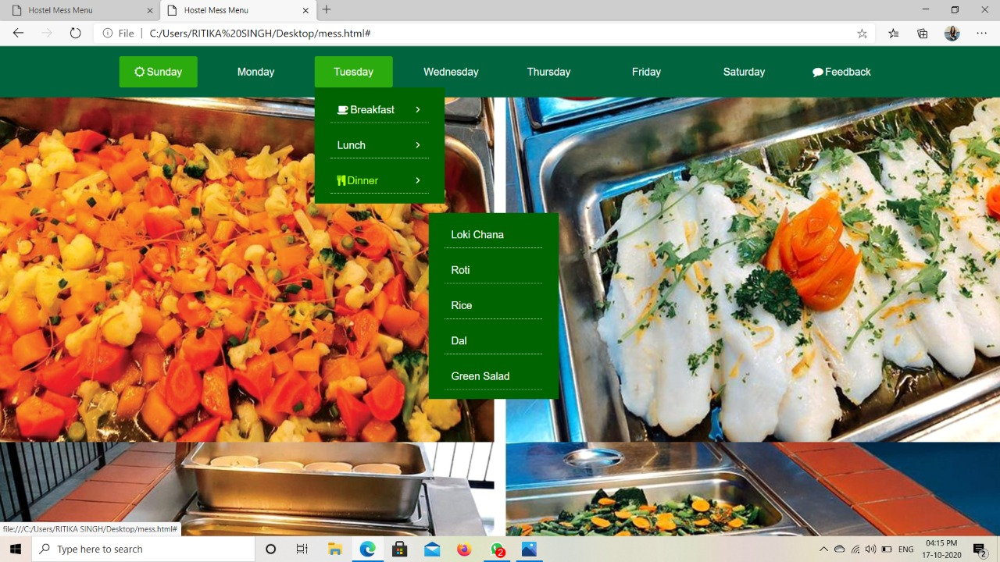 Hostel Mess Menu
Hostel Mess Menu
File
C:/Users/RITIKA%20SINGH/Desktop/mess.html#
Sunday Monday Tuesday Wednesday Thursday Friday Saturday Feedback
Breakfast
Lunch
Dinner
Loki Chana
Roti
Rice
Dal
Green Salad
file:///C:/Users/RITIKA SINGH/Desktop/mess.html#
Type here to search
2
ENG
04:15 PM
17-10-2020
2